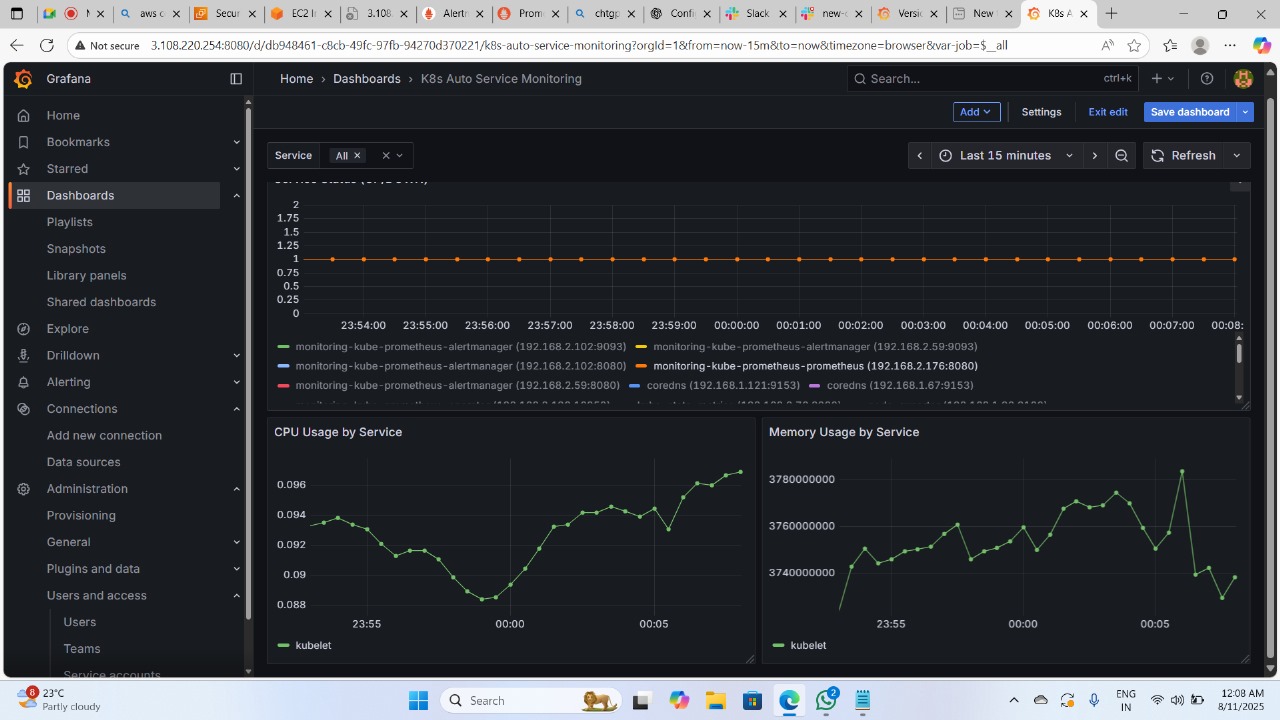 aws c
Secur
EC2 I
3.108.
Alerti
Prom
chtgp
Config
Slack
new-c
Versic
New t
K8s A
Not secure 3.108.220.254:8080/d/db948461-c8cb-49fc-97fb-94270d370221/k8s-auto-service-monitoring?orgId=1&from=now-15m&to=now&timezone=browser&var-job=$__all
Grafana
Home › Dashboards › K8s Auto Service Monitoring
Search... ctrl+k
Add
Settings
Exit edit
Save dashboard
Service All
Last 15 minutes
Refresh
Home
Bookmarks
Starred
Dashboards
Playlists
Snapshots
Library panels
Shared dashboards
Explore
Drilldown
Alerting
Connections
Add new connection
Data sources
Administration
Provisioning
General
Plugins and data
Users and access
Users
Teams
Service accounts
2
1.75
1.5
1.25
1
0.75
0.5
0.25
0
23:54:00 23:55:00 23:56:00 23:57:00 23:58:00 23:59:00 00:00:00 00:01:00 00:02:00 00:03:00 00:04:00 00:05:00 00:06:00 00:07:00 00:08:
monitoring-kube-prometheus-alertmanager (192.168.2.102:9093) monitoring-kube-prometheus-alertmanager (192.168.2.59:9093)
monitoring-kube-prometheus-alertmanager (192.168.2.102:8080) monitoring-kube-prometheus-prometheus (192.168.2.176:8080)
monitoring-kube-prometheus-alertmanager (192.168.2.59:8080) coredns (192.168.1.121:9153) coredns (192.168.1.67:9153)
CPU Usage by Service
0.096
0.094
0.092
0.09
0.088
23:55 00:00 00:05
kubelet
Memory Usage by Service
3780000000
3760000000
3740000000
23:55 00:00 00:05
kubelet
8
23°C
Partly cloudy
Search
2
ENG
IN
12:08 AM
8/11/2025